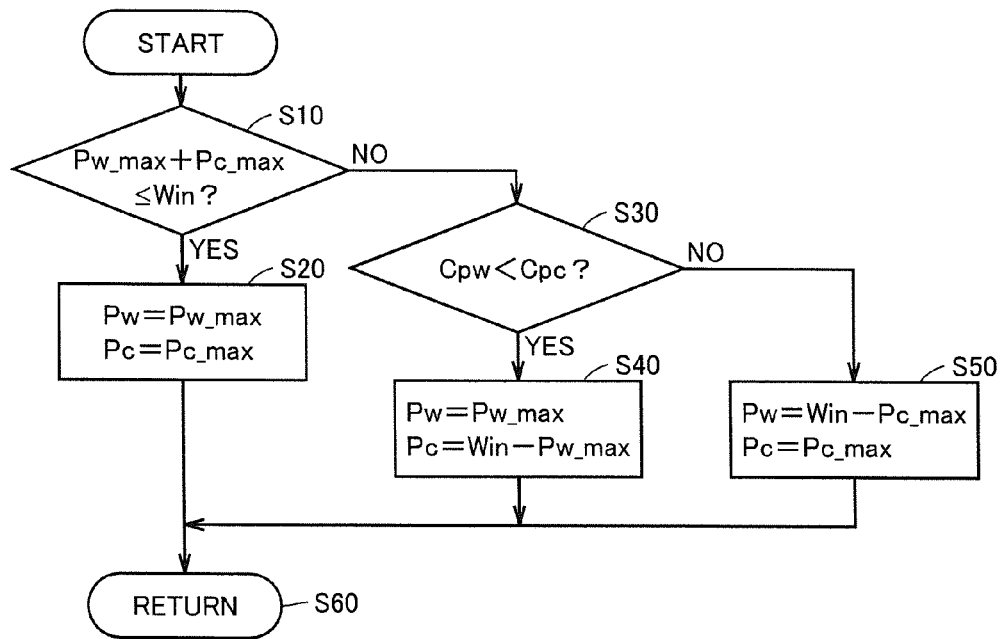 START
S10
Pw_max+Pc_max
≤Win?
NO
YES
S30
Cpw<Cpc?
NO
S20
Pw=Pw_max
Pc=Pc_max
YES
S40
Pw=Pw_max
Pc=Win−Pw_max
S50
Pw=Win−Pc_max
Pc=Pc_max
RETURN
S60